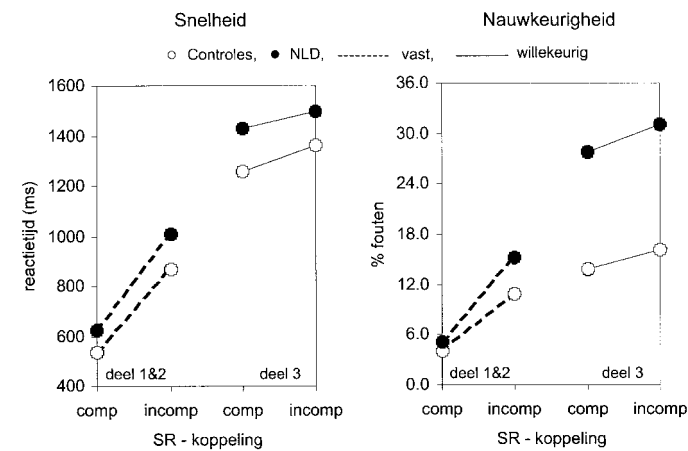 Snelheid
Nauwkeurigheid
Controles, NLD, vast, willekeurig
reactietijd (ms)
1600
1400
1200
1000
800
600
400
deel 1&2
deel 3
comp incomp comp incomp
SR - koppeling
% fouten
36.0
30.0
24.0
18.0
12.0
6.0
0.0
deel 1&2
deel 3
comp incomp comp incomp
SR - koppeling